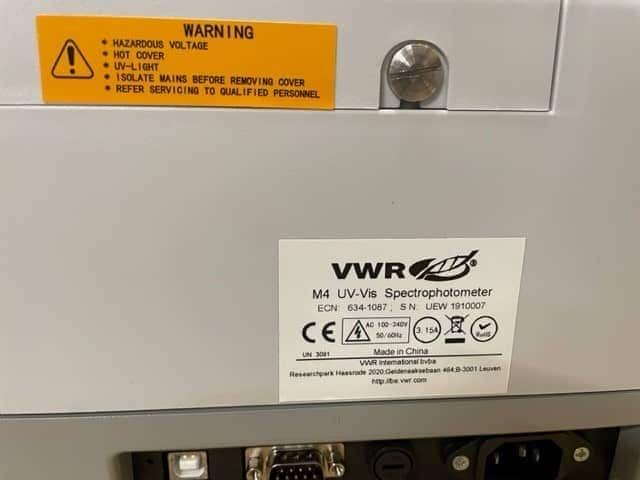 WARNING
* HAZARDOUS VOLTAGE
* HOT COVER
* UV-LIGHT
* ISOLATE MAINS BEFORE REMOVING COVER
* REFER SERVICING TO QUALIFIED PERSONNEL
VWR®
M4 UV-Vis Spectrophotometer
ECN: 634-1087 ; S N: UEW 1910007
CE AC 100-240V 50/60Hz 3.15A RoHS
UN 3091 Made in China
VWR International bvba
Researchpark Haasrode 2020;Geldenaaksebaan 464;B-3001 Leuven
http://be.vwr.com